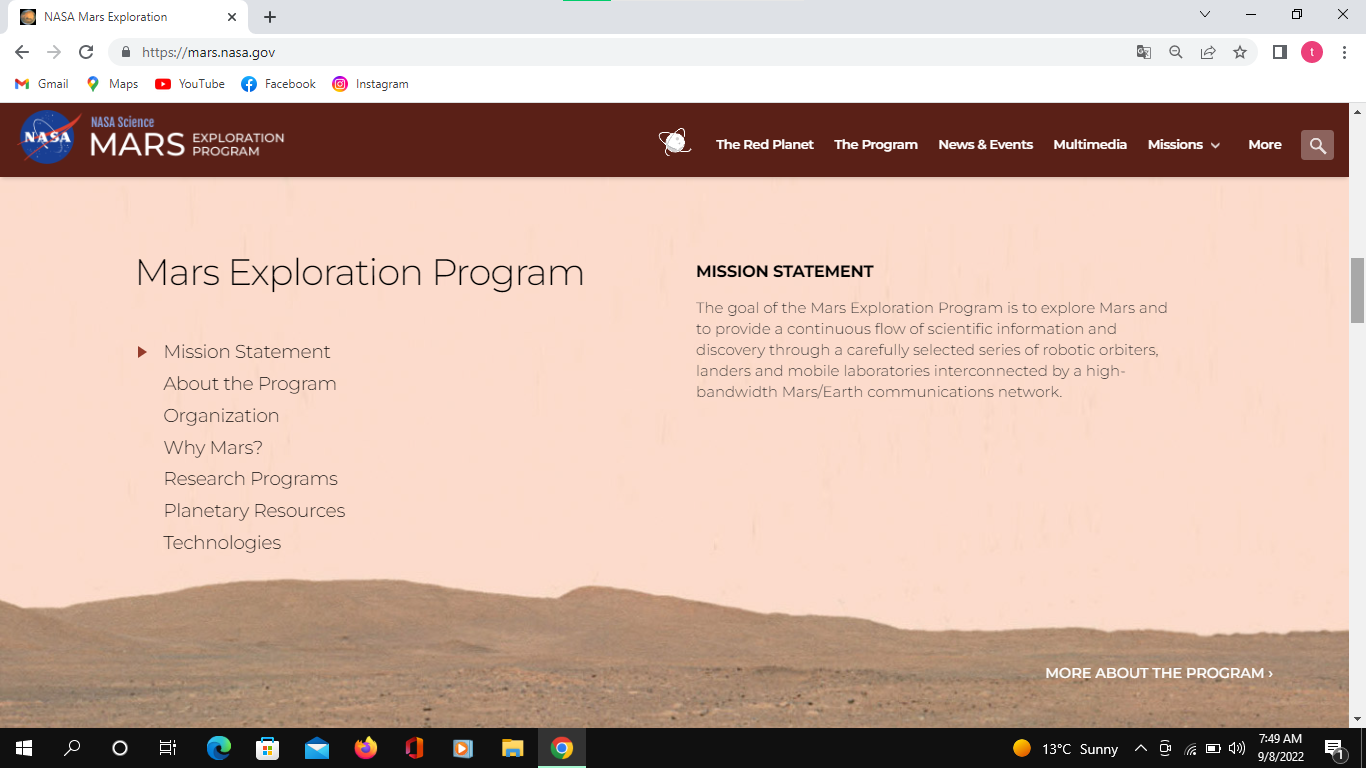 NASA Mars Exploration
https://mars.nasa.gov
t
Gmail
Maps
YouTube
Facebook
Instagram
NASA
NASA Science
MARS EXPLORATION
PROGRAM
The Red Planet
The Program
News & Events
Multimedia
Missions
More
Mars Exploration Program
Mission Statement
About the Program
Organization
Why Mars?
Research Programs
Planetary Resources
Technologies
MISSION STATEMENT
The goal of the Mars Exploration Program is to explore Mars and
to provide a continuous flow of scientific information and
discovery through a carefully selected series of robotic orbiters,
landers and mobile laboratories interconnected by a high-
bandwidth Mars/Earth communications network.
MORE ABOUT THE PROGRAM ›
13°C Sunny
7:49 AM
9/8/2022
1